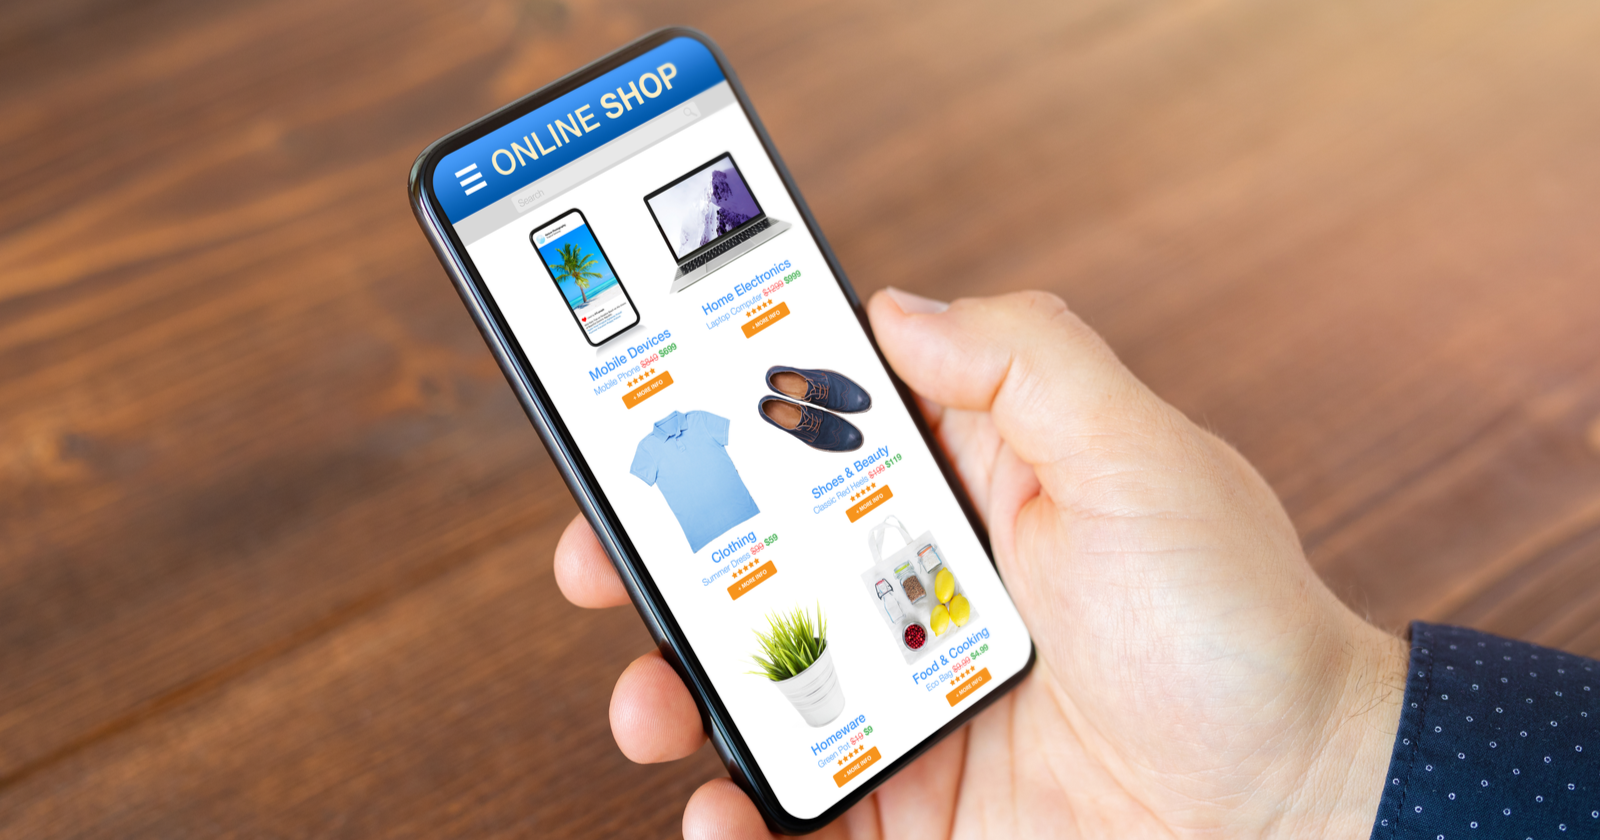 ONLINE SHOP
Search
Mobile Devices
Mobile Phone $849 $699
+ MORE INFO
Home Electronics
Laptop Computer $1299 $999
+ MORE INFO
Clothing
Summer Dress $99 $59
+ MORE INFO
Shoes & Beauty
Classic Red Heels $199 $119
+ MORE INFO
Homeware
Green Pot $19 $9
+ MORE INFO
Food & Cooking
Eco Bag $9.99 $4.99
+ MORE INFO